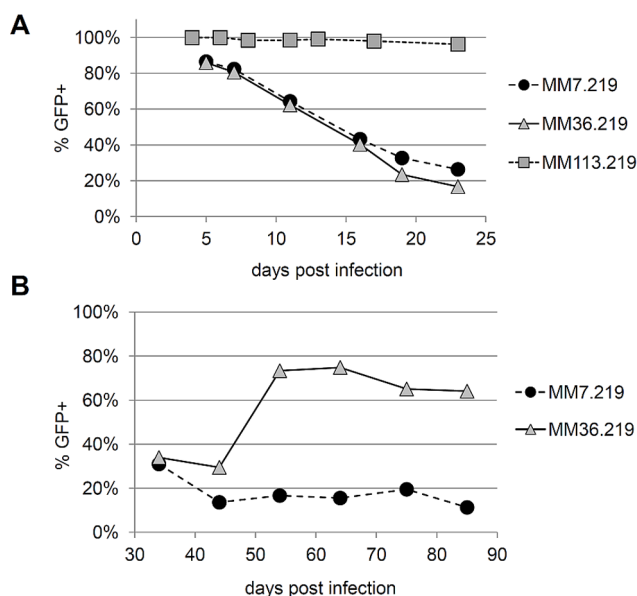 A
100%
80%
60%
40%
20%
0%
% GFP+
0 5 10 15 20 25
days post infection
MM7.219
MM36.219
MM113.219
B
100%
80%
60%
40%
20%
0%
% GFP+
30 40 50 60 70 80 90
days post infection
MM7.219
MM36.219